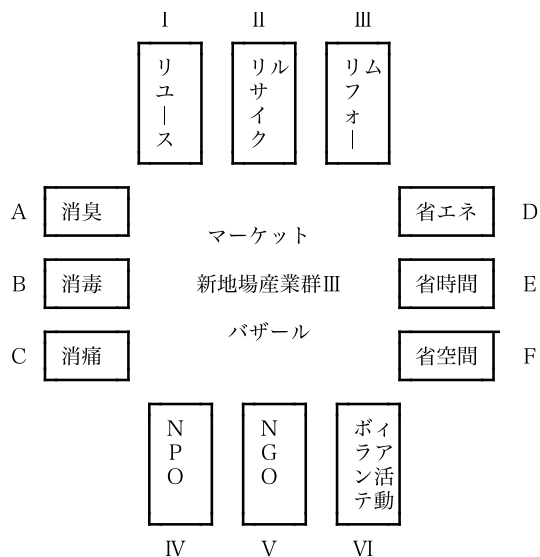 Ⅰ Ⅱ Ⅲ
リユース
リサイクル
リフォーム
A 消臭 省エネ D
マーケット
B 消毒 新地場産業群Ⅲ 省時間 E
バザール
C 消痛 省空間 F
NPO
NGO
ボランティア活動
Ⅳ Ⅴ Ⅵ